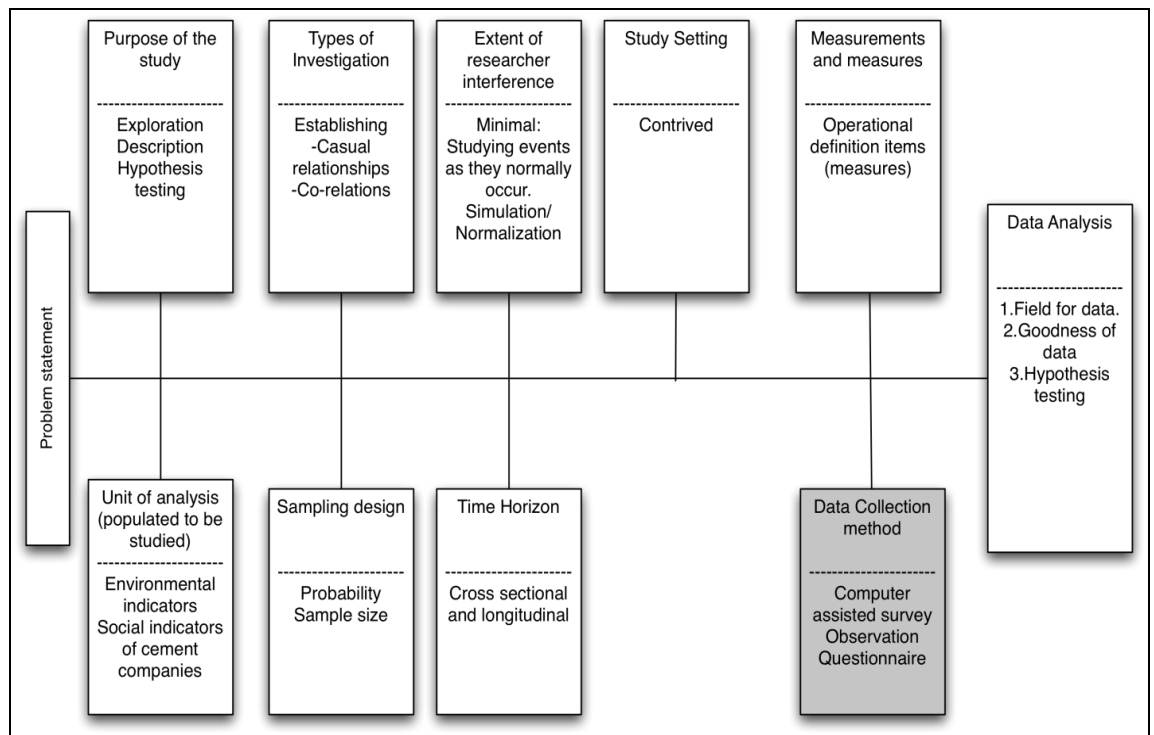 Purpose of the
study
Exploration
Description
Hypothesis
testing
Types of
Investigation
Establishing
-Casual
relationships
-Co-relations
Extent of
researcher
interference
Minimal:
Studying events
as they normally
occur.
Simulation/
Normalization
Study Setting
Contrived
Measurements
and measures
Operational
definition items
(measures)
Problem statement
Data Analysis
1.Field for data.
2.Goodness of
data
3.Hypothesis
testing
Unit of analysis
(populated to be
studied)
Environmental
indicators
Social indicators
of cement
companies
Sampling design
Probability
Sample size
Time Horizon
Cross sectional
and longitudinal
Data Collection
method
Computer
assisted survey
Observation
Questionnaire